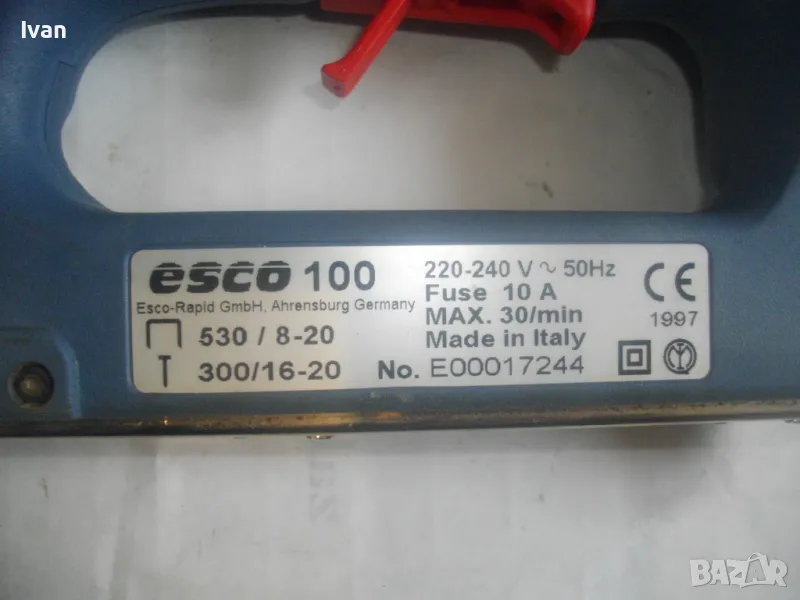 Ivan
esco 100
Esco-Rapid GmbH, Ahrensburg Germany
530 / 8-20
300/16-20
220-240 V ~ 50Hz
Fuse 10 A
MAX. 30/min
Made in Italy
No. E00017244
CE
1997
BAZAR